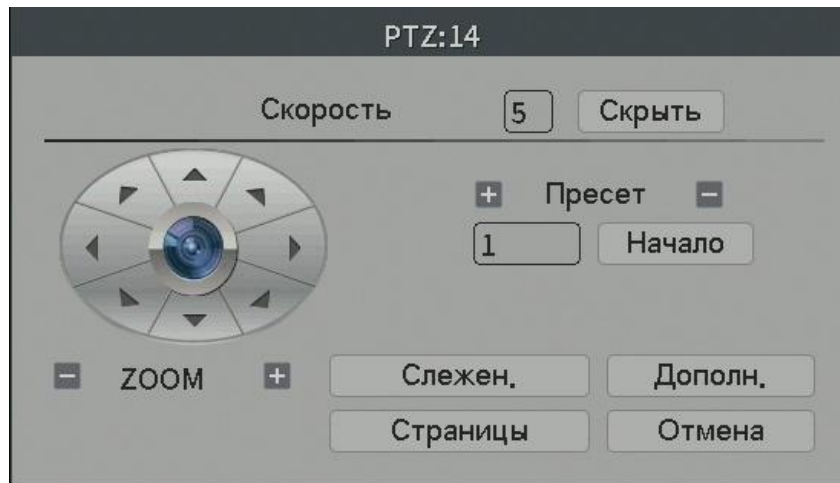 PTZ:14
Скорость 5 Скрыть
+ Пресет -
1 Начало
- ZOOM +
Слежен. Дополн.
Страницы Отмена